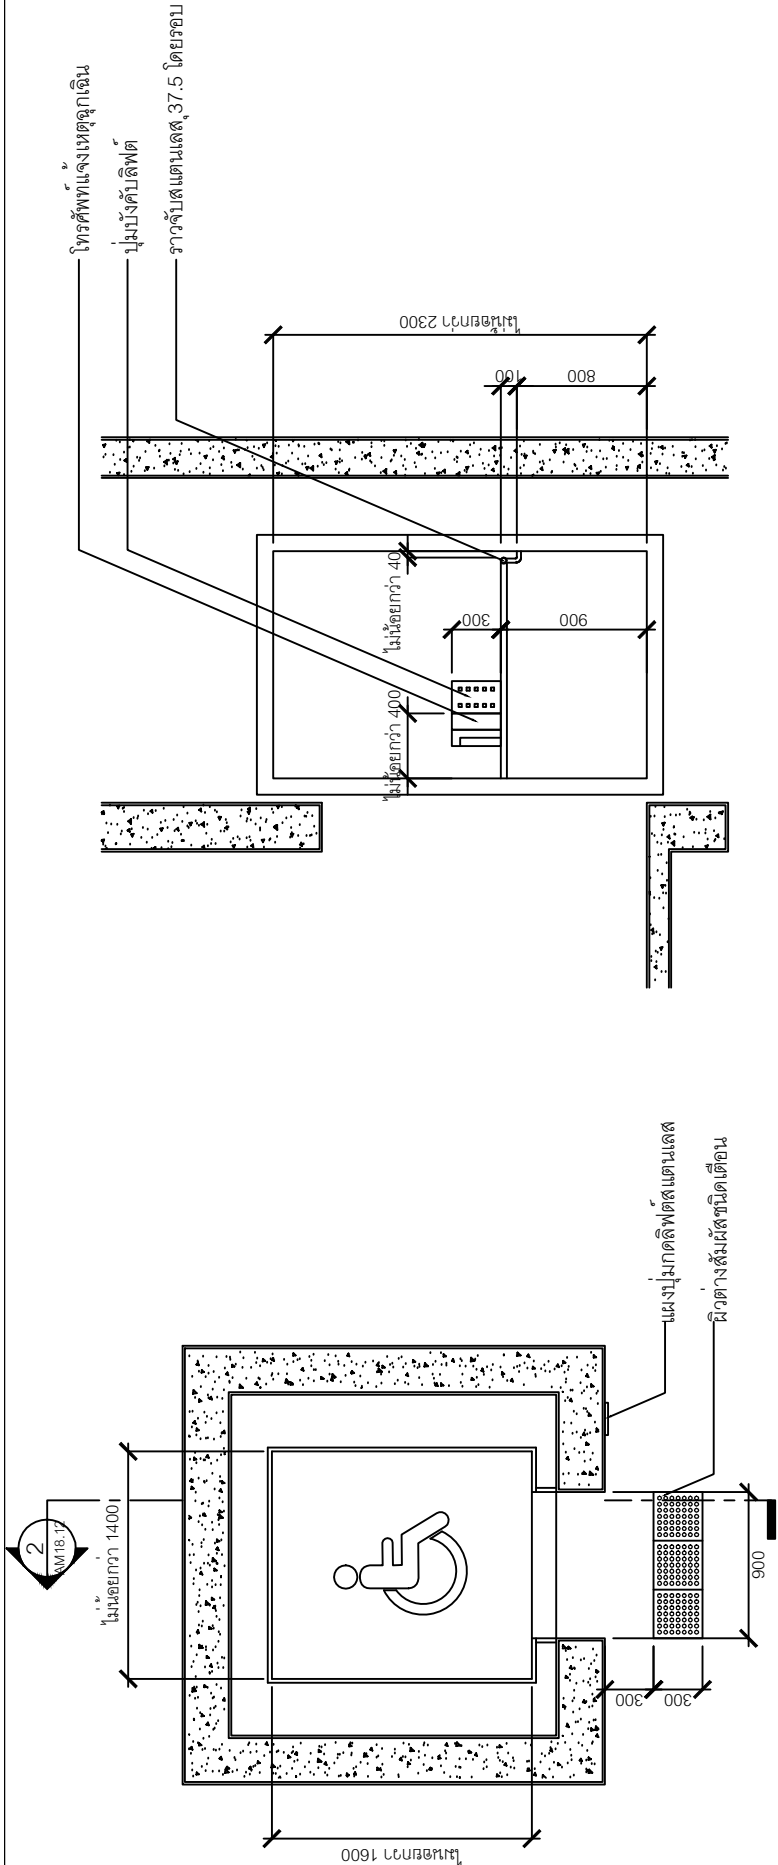 โทรศัพท์แจ้งเหตุฉุกเฉิน
ปุ่มบังคับลิฟต์
ราวจับสแตนเลส 37.5 โดยรอบ
ไม่น้อยกว่า 2300
100
800
ไม่น้อยกว่า 40
300
900
ไม่น้อยกว่า 400
2
AM18.12
ไม่น้อยกว่า 1400
แผงปุ่มกดลิฟต์สแตนเลส
ผิวต่างสัมผัสชนิดเตือน
900
300
300
ไม่น้อยกว่า 1600